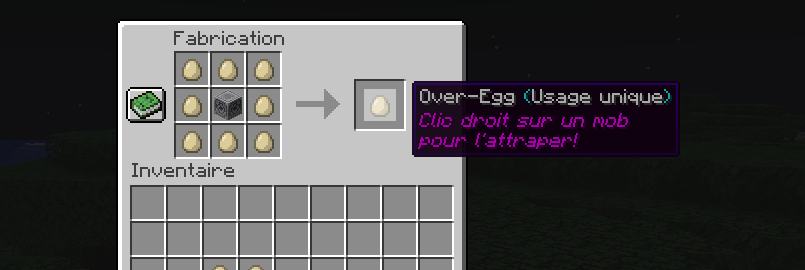 Fabrication
Over-Egg (Usage unique)
Clic droit sur un mob
pour l'attraper!
Inventaire